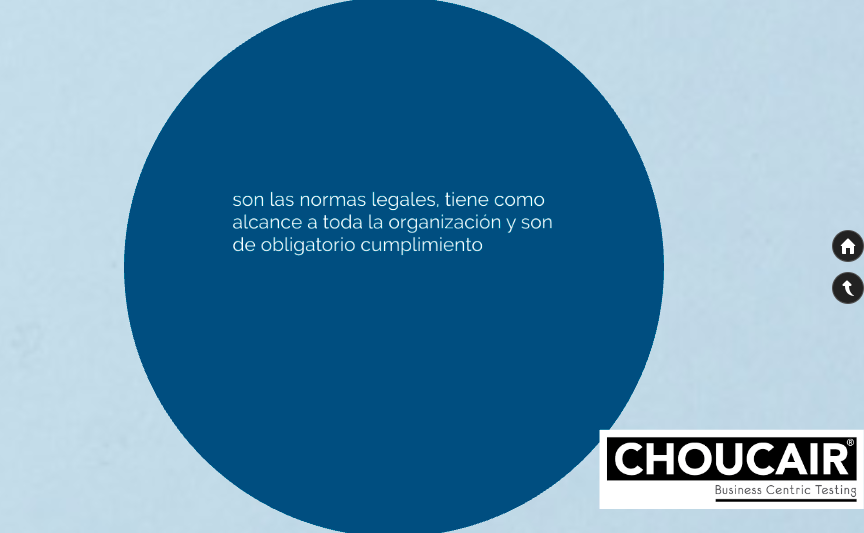 son las normas legales, tiene como
alcance a toda la organización y son
de obligatorio cumplimiento
CHOUCAIR®
Business Centric Testing